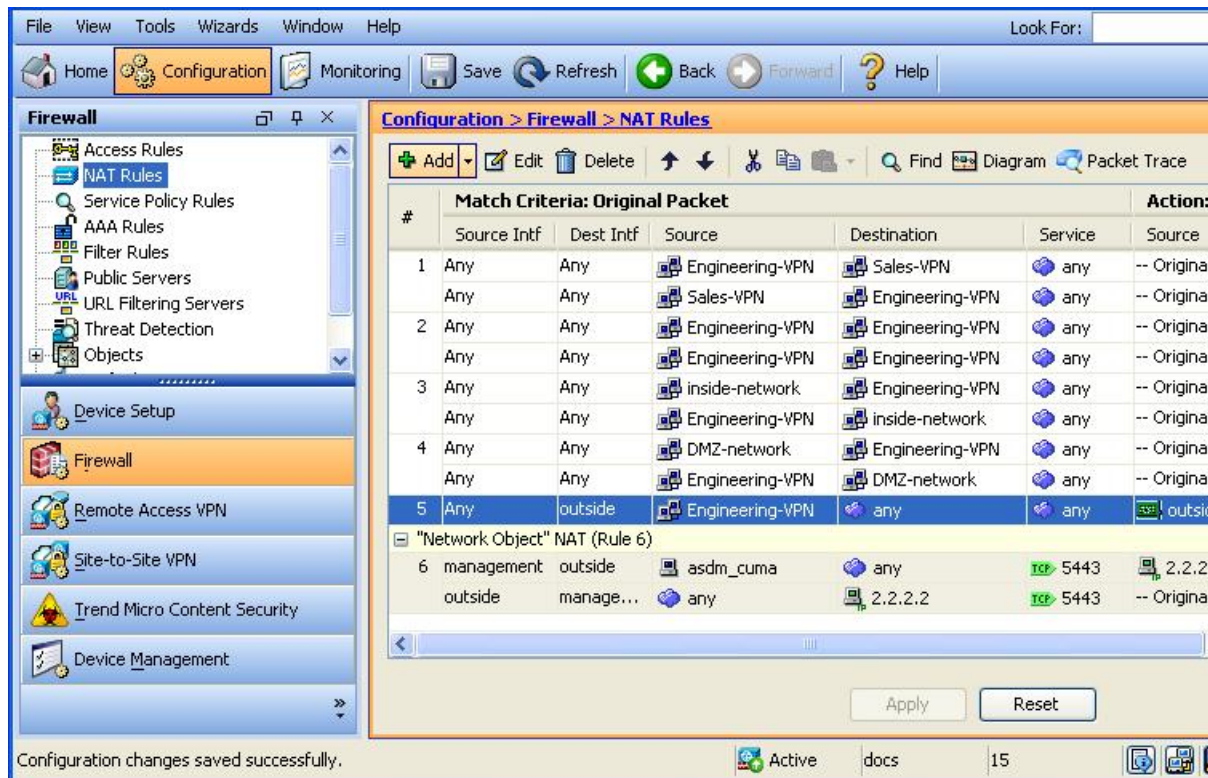 File View Tools Wizards Window Help Look For:
Home Configuration Monitoring Save Refresh Back Forward Help
Firewall
Access Rules
NAT Rules
Service Policy Rules
AAA Rules
Filter Rules
Public Servers
URL URL Filtering Servers
Threat Detection
Objects
Device Setup
Firewall
Remote Access VPN
Site-to-Site VPN
Trend Micro Content Security
Device Management
Configuration > Firewall > NAT Rules
Add Edit Delete Find Diagram Packet Trace
# Match Criteria: Original Packet Action:
Source Intf Dest Intf Source Destination Service Source
1 Any Any Engineering-VPN Sales-VPN any -- Origina
Any Any Sales-VPN Engineering-VPN any -- Origina
2 Any Any Engineering-VPN Engineering-VPN any -- Origina
Any Any Engineering-VPN Engineering-VPN any -- Origina
3 Any Any inside-network Engineering-VPN any -- Origina
Any Any Engineering-VPN inside-network any -- Origina
4 Any Any DMZ-network Engineering-VPN any -- Origina
Any Any Engineering-VPN DMZ-network any -- Origina
5 Any outside Engineering-VPN any any outsid
"Network Object" NAT (Rule 6)
6 management outside asdm_cuma any TCP 5443 2.2.2
outside manage... any 2.2.2.2 TCP 5443 -- Origina
Apply Reset
Configuration changes saved successfully. Active docs 15